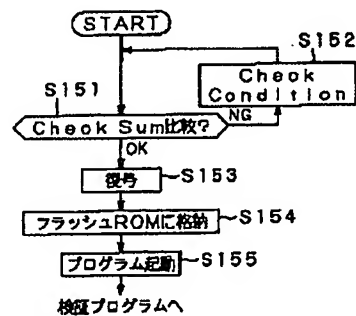 START
S152
Check
Condition
S151
Check Sum比較?
NG
OK
復号
S153
フラッシュROMに格納
S154
プログラム起動
S155
検証プログラムへ